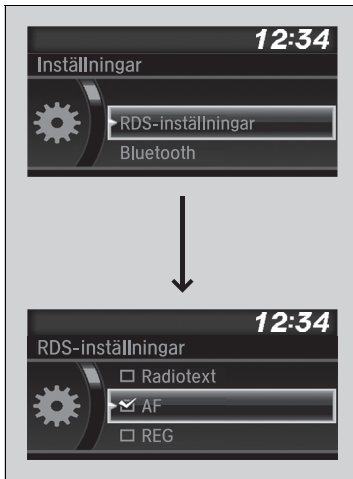 12:34
Inställningar
RDS-inställningar
Bluetooth
12:34
RDS-inställningar
Radiotext
AF
REG